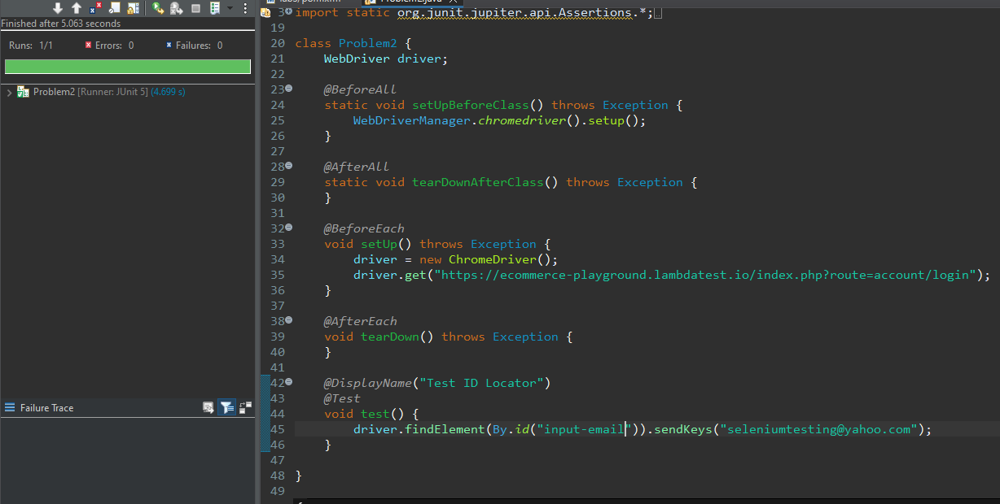 Finished after 5.063 seconds
Runs: 1/1 Errors: 0 Failures: 0
Problem2 [Runner: JUnit 5] (4.699 s)
Failure Trace
3 import static org.junit.jupiter.api.Assertions.*;
19
20 class Problem2 {
21 WebDriver driver;
22
23 @BeforeAll
24 static void setUpBeforeClass() throws Exception {
25 WebDriverManager.chromedriver().setup();
26 }
27
28 @AfterAll
29 static void tearDownAfterClass() throws Exception {
30 }
31
32 @BeforeEach
33 void setUp() throws Exception {
34 driver = new ChromeDriver();
35 driver.get("https://ecommerce-playground.lambdatest.io/index.php?route=account/login");
36 }
37
38 @AfterEach
39 void tearDown() throws Exception {
40 }
41
42 @DisplayName("Test ID Locator")
43 @Test
44 void test() {
45 driver.findElement(By.id("input-email")).sendKeys("seleniumtesting@yahoo.com");
46 }
47
48 }
49